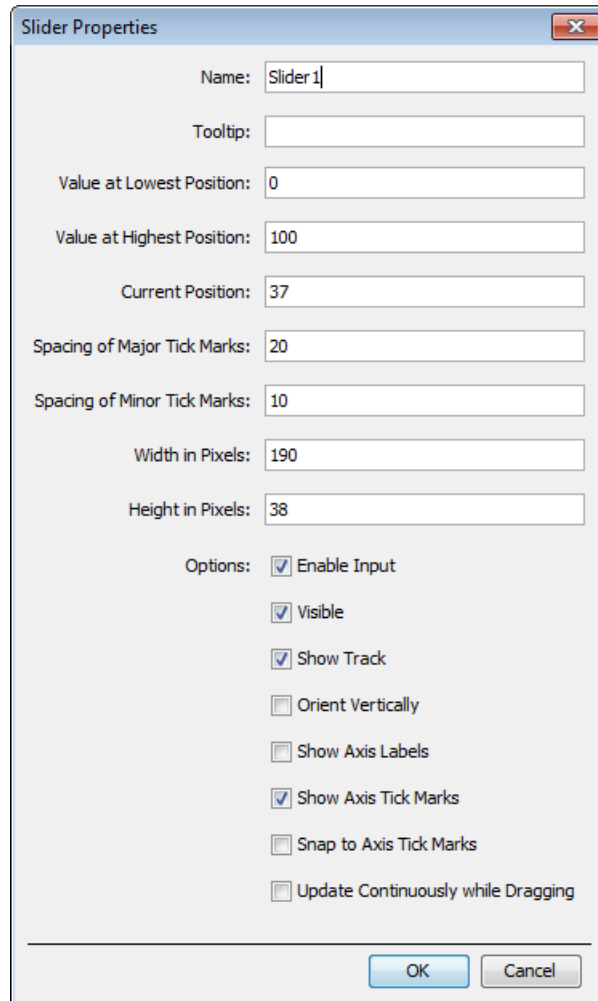 Slider Properties
Name: Slider1
Tooltip:
Value at Lowest Position: 0
Value at Highest Position: 100
Current Position: 37
Spacing of Major Tick Marks: 20
Spacing of Minor Tick Marks: 10
Width in Pixels: 190
Height in Pixels: 38
Options: Enable Input
Visible
Show Track
Orient Vertically
Show Axis Labels
Show Axis Tick Marks
Snap to Axis Tick Marks
Update Continuously while Dragging
OK Cancel